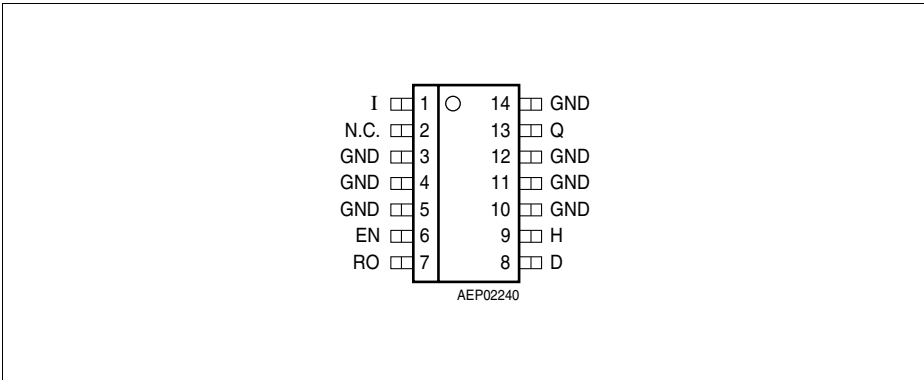 I 1 14 GND
N.C. 2 13 Q
GND 3 12 GND
GND 4 11 GND
GND 5 10 GND
EN 6 9 H
RO 7 8 D
AEP02240